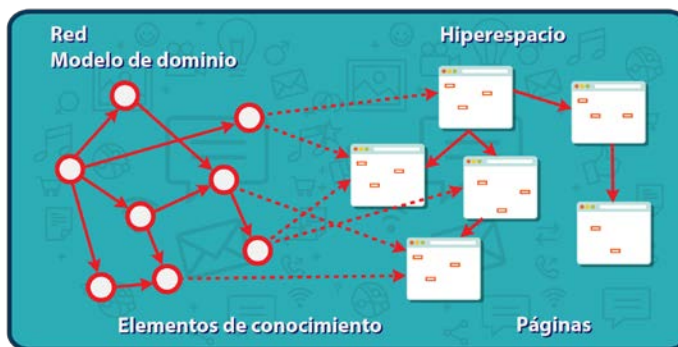 Red
Modelo de dominio
Hiperespacio
Elementos de conocimiento
Páginas